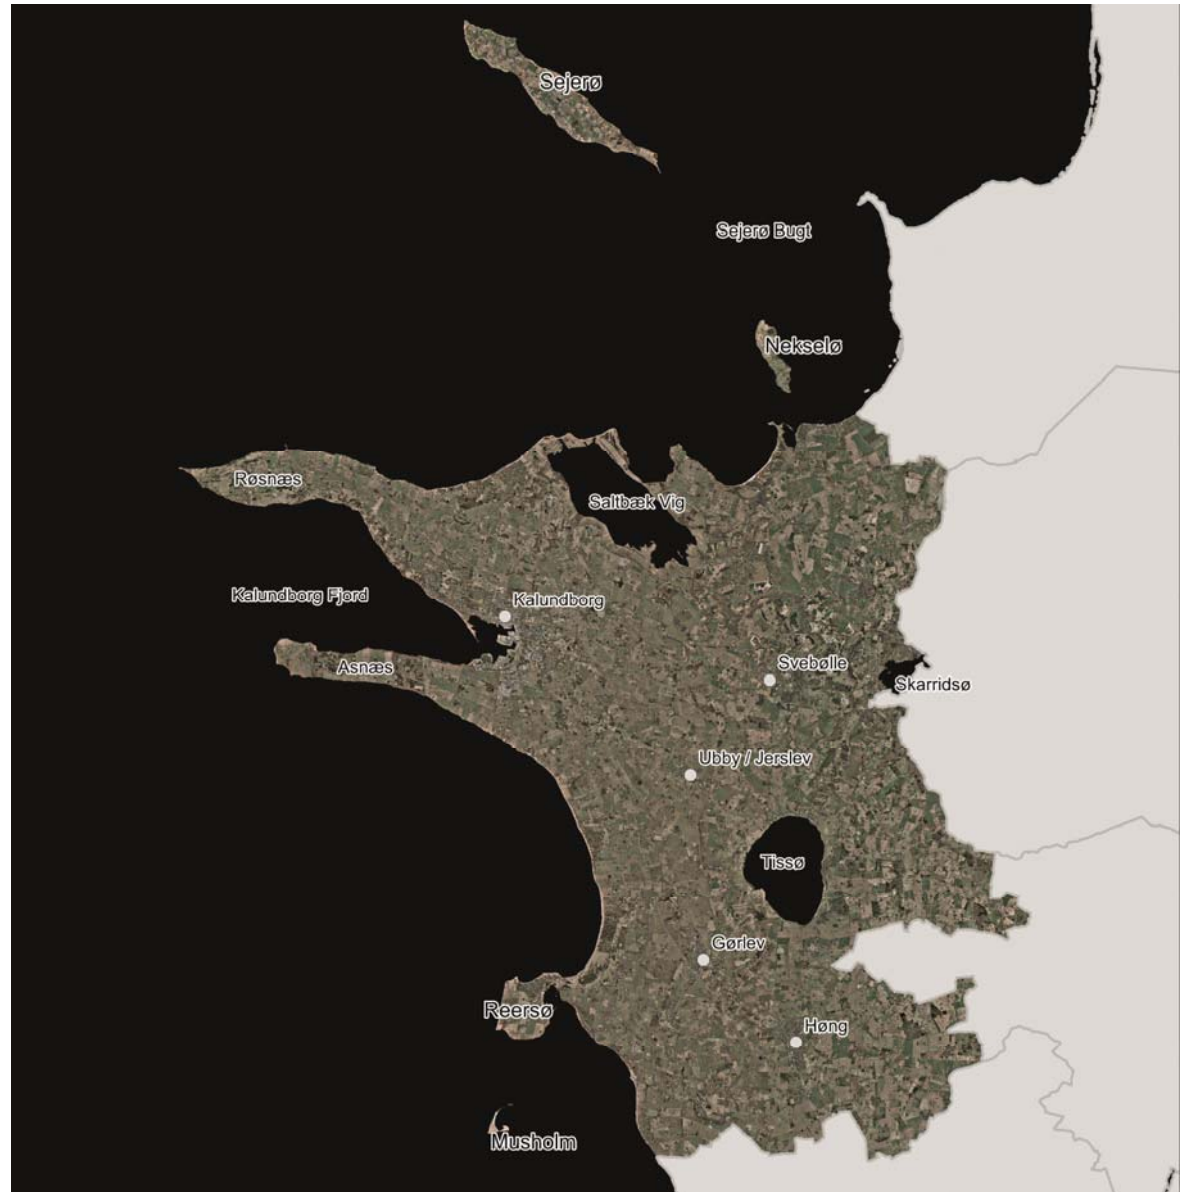 Sejerø
Sejerø Bugt
Nekselø
Røsnæs
Saltbæk Vig
Kalundborg Fjord
Kalundborg
Asnæs
Svebølle
Skarridsø
Ubby / Jerslev
Tissø
Gørlev
Reersø
Høng
Musholm